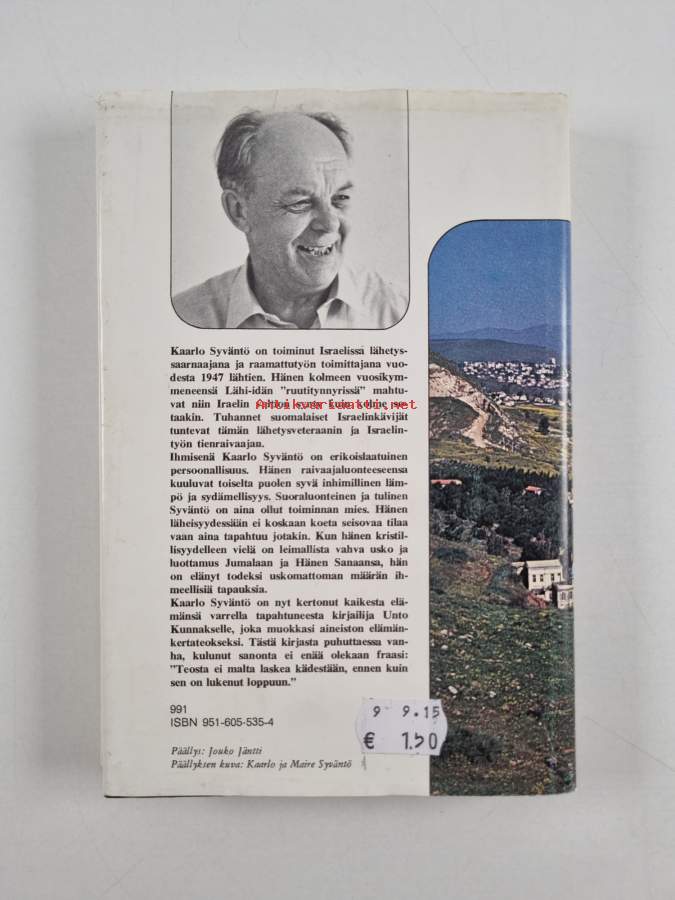 Kaarlo Syväntö on toiminut Israelissa lähetys-
saarnaajana ja raamattutyön toimittajana vuo-
desta 1947 lähtien. Hänen kolmeen vuosikym-
meneensä Lähi-idän "ruutitynnyrissä" mahtu-
vat niin
Antikvariaatti.net
taakin. Tuhannet suomalaiset Israelinkävijät
tuntevat tämän lähetysveteraanin ja Israelin-
työn tienraivaajan.
Ihmisenä Kaarlo Syväntö on erikoislaatuinen
persoonallisuus. Hänen raivaajaluonteeseensa
kuuluvat toiselta puolen syvä inhimillinen läm-
pö ja sydämellisyys. Suoraluonteinen ja tulinen
Syväntö on aina ollut toiminnan mies. Hänen
läheisyydessään ei koskaan koeta seisovaa tilaa
vaan aina tapahtuu jotakin. Kun hänen kristil-
lisyydelleen vielä on leimallista vahva usko ja
luottamus Jumalaan ja Hänen Sanaansa, hän
on elänyt todeksi uskomattoman määrän ih-
meellisiä tapauksia.
Kaarlo Syväntö on nyt kertonut kaikesta elä-
mänsä varrella tapahtuneesta kirjailija Unto
Kunnakselle, joka muokkasi aineiston elämän-
kertateokseksi. Tästä kirjasta puhuttaessa van-
ha, kulunut sanonta ei enää olekaan fraasi:
"Teosta ei malta laskea kädestään, ennen kuin
sen on lukenut loppuun."
991
ISBN 951-605-535-4
9 9.15
€ 1.50
Päällys: Jouko Jäntti
Päällyksen kuva: Kaarlo ja Maire Syväntö